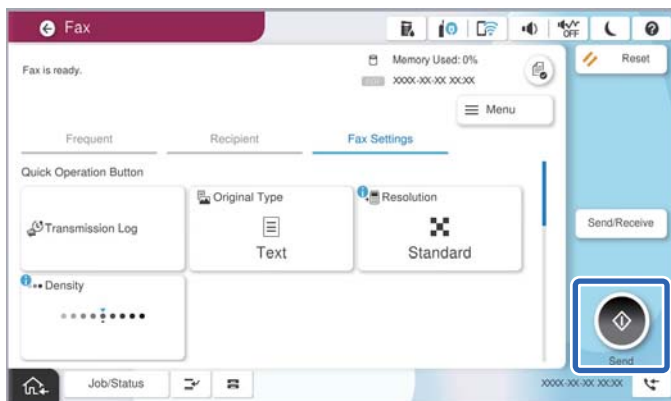 Fax
OFF
?
Fax is ready.
Memory Used: 0%
XXXX-XX-XX XX:XX
Reset
Menu
Frequent
Recipient
Fax Settings
Quick Operation Button
Transmission Log
Original Type
Text
Resolution
Standard
Send/Receive
Density
Send
Job/Status
XXXX-XX-XX XX:XX